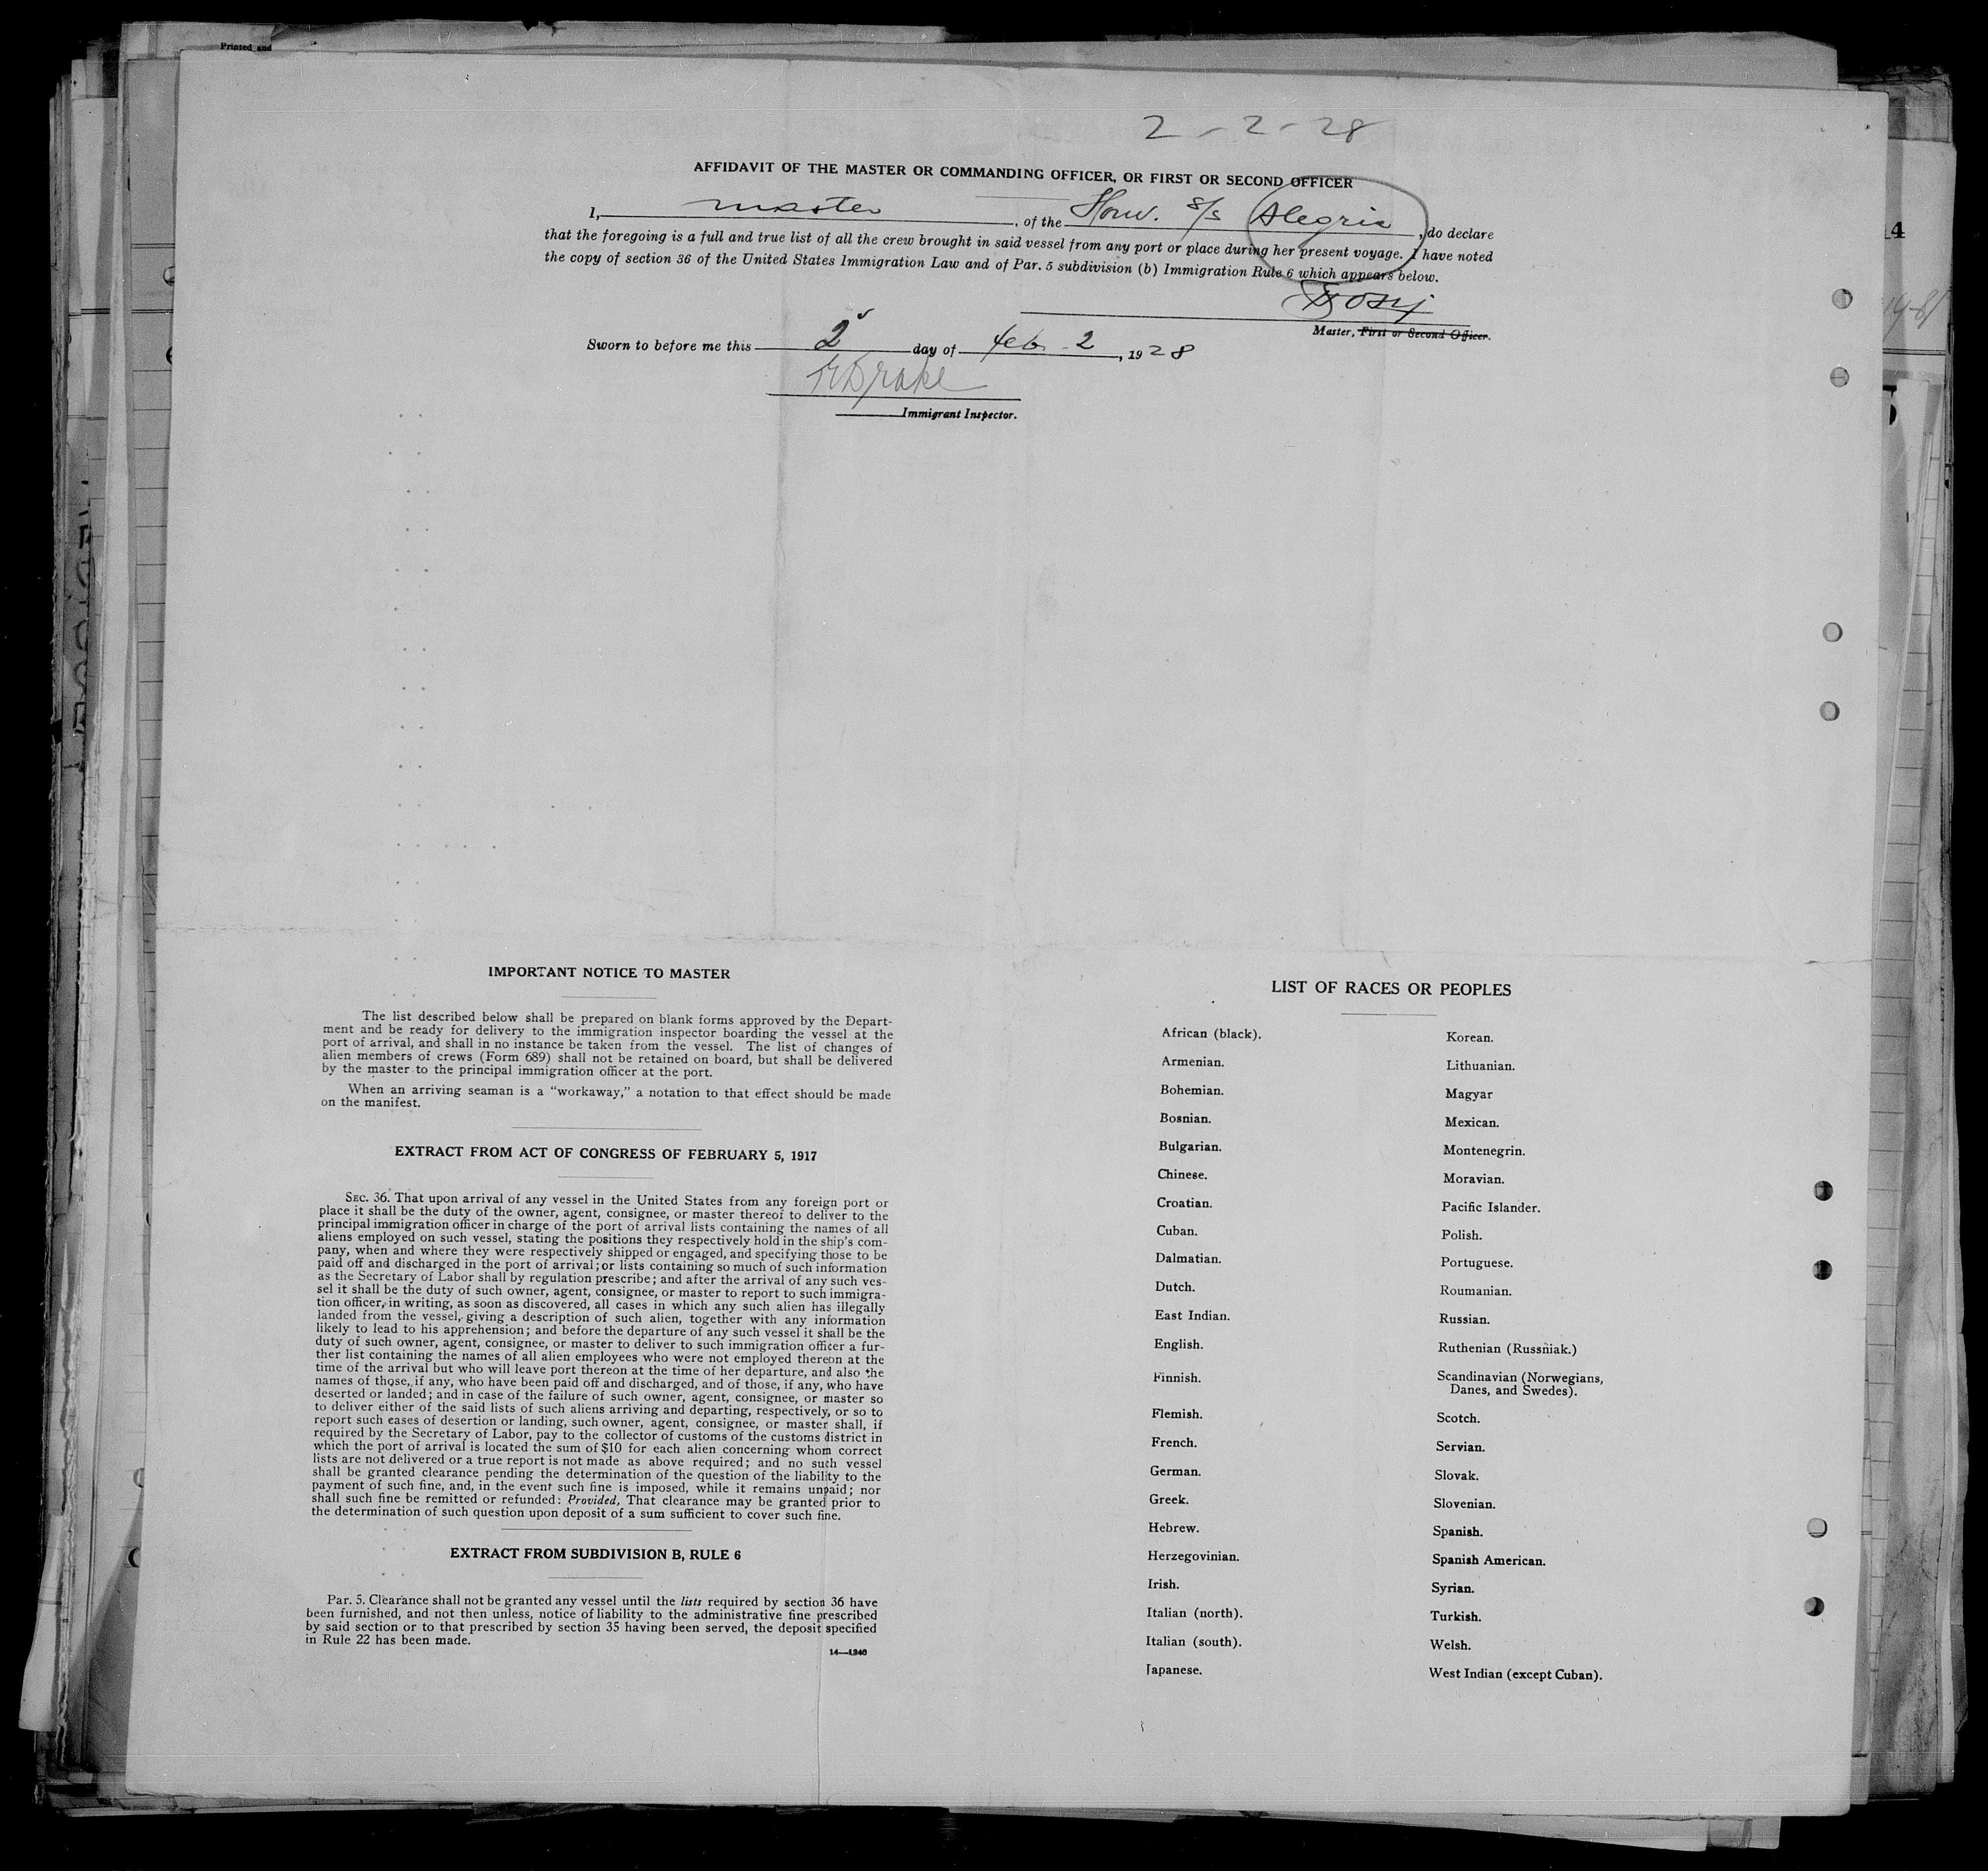 Printed and
2-2-28
AFFIDAVIT OF THE MASTER OR COMMANDING OFFICER, OR FIRST OR SECOND OFFICER
I, master, of the Hond. s/s Alegria, do declare
that the foregoing is a full and true list of all the crew brought in said vessel from any port or place during her present voyage. I have noted
the copy of section 36 of the United States Immigration Law and of Par. 5 subdivision (b) Immigration Rule 6 which appears below.
Master, First or Second Officer.
Sworn to before me this 2 day of Feb. 2, 1928
Drake
Immigrant Inspector.
IMPORTANT NOTICE TO MASTER
The list described below shall be prepared on blank forms approved by the Depart-
ment and be ready for delivery to the immigration inspector boarding the vessel at the
port of arrival, and shall in no instance be taken from the vessel. The list of changes of
alien members of crews (Form 689) shall not be retained on board, but shall be delivered
by the master to the principal immigration officer at the port.
When an arriving seaman is a “workaway,” a notation to that effect should be made
on the manifest.
EXTRACT FROM ACT OF CONGRESS OF FEBRUARY 5, 1917
SEC. 36. That upon arrival of any vessel in the United States from any foreign port or
place it shall be the duty of the owner, agent, consignee, or master thereof to deliver to the
principal immigration officer in charge of the port of arrival lists containing the names of all
aliens employed on such vessel, stating the positions they respectively hold in the ship’s com-
pany, when and where they were respectively shipped or engaged, and specifying those to be
paid off and discharged in the port of arrival; or lists containing so much of such information
as the Secretary of Labor shall by regulation prescribe; and after the arrival of any such ves-
sel it shall be the duty of such owner, agent, consignee, or master to report to such immigra-
tion officer, in writing, as soon as discovered, all cases in which any such alien has illegally
landed from the vessel, giving a description of such alien, together with any information
likely to lead to his apprehension; and before the departure of any such vessel it shall be the
duty of such owner, agent, consignee, or master to deliver to such immigration officer a fur-
ther list containing the names of all alien employees who were not employed thereon at the
time of the arrival but who will leave port thereon at the time of her departure, and also the
names of those, if any, who have been paid off and discharged, and of those, if any, who have
deserted or landed; and in case of the failure of such owner, agent, consignee, or master so
to deliver either of the said lists of such aliens arriving and departing, respectively, or so to
report such cases of desertion or landing, such owner, agent, consignee, or master shall, if
required by the Secretary of Labor, pay to the collector of customs of the customs district in
which the port of arrival is located the sum of $10 for each alien concerning whom correct
lists are not delivered or a true report is not made as above required; and no such vessel
shall be granted clearance pending the determination of the question of the liability to the
payment of such fine, and, in the event such fine is imposed, while it remains unpaid; nor
shall such fine be remitted or refunded: Provided, That clearance may be granted prior to
the determination of such question upon deposit of a sum sufficient to cover such fine.
EXTRACT FROM SUBDIVISION B, RULE 6
Par. 5. Clearance shall not be granted any vessel until the lists required by section 36 have
been furnished, and not then unless, notice of liability to the administrative fine prescribed
by said section or to that prescribed by section 35 having been served, the deposit specified
in Rule 22 has been made.
14—1240
LIST OF RACES OR PEOPLES
African (black).
Armenian.
Bohemian.
Bosnian.
Bulgarian.
Chinese.
Croatian.
Cuban.
Dalmatian.
Dutch.
East Indian.
English.
Finnish.
Flemish.
French.
German.
Greek.
Hebrew.
Herzegovinian.
Irish.
Italian (north).
Italian (south).
Japanese.
Korean.
Lithuanian.
Magyar
Mexican.
Montenegrin.
Moravian.
Pacific Islander.
Polish.
Portuguese.
Roumanian.
Russian.
Ruthenian (Russniak.)
Scandinavian (Norwegians,
Danes, and Swedes).
Scotch.
Servian.
Slovak.
Slovenian.
Spanish.
Spanish American.
Syrian.
Turkish.
Welsh.
West Indian (except Cuban).